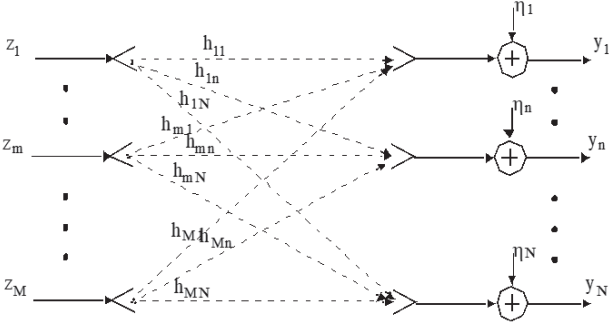 η1
z1 h11 y1
h1n
h1N
ηn
hm1
zm hmn yn
hmN
hM1 hMn
ηN
zM hMN yN